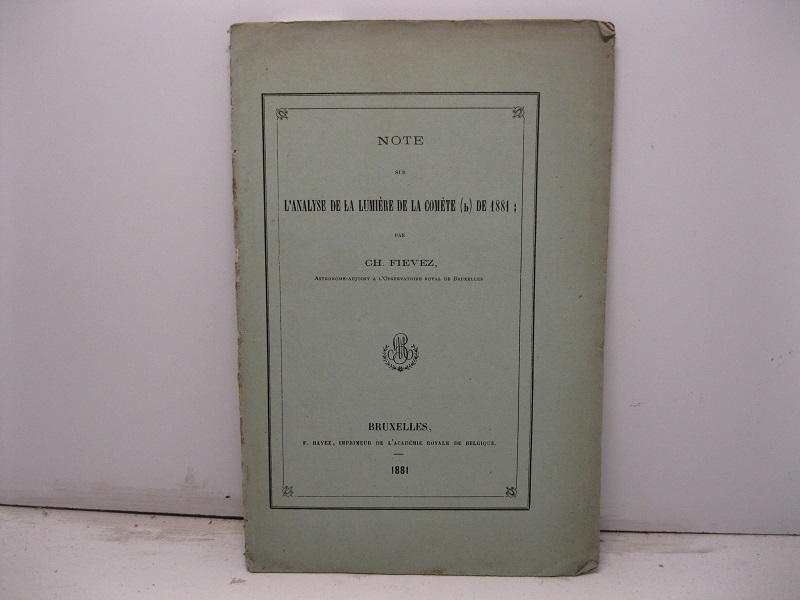 NOTE
SUR
L'ANALYSE DE LA LUMIÈRE DE LA COMÈTE (b) DE 1881 ;
PAR
CH. FIEVEZ,
ASTRONOME-ADJOINT A L'OBSERVATOIRE ROYAL DE BRUXELLES
BRUXELLES,
F. HAYEZ, IMPRIMEUR DE L'ACADÉMIE ROYALE DE BELGIQUE.
1881